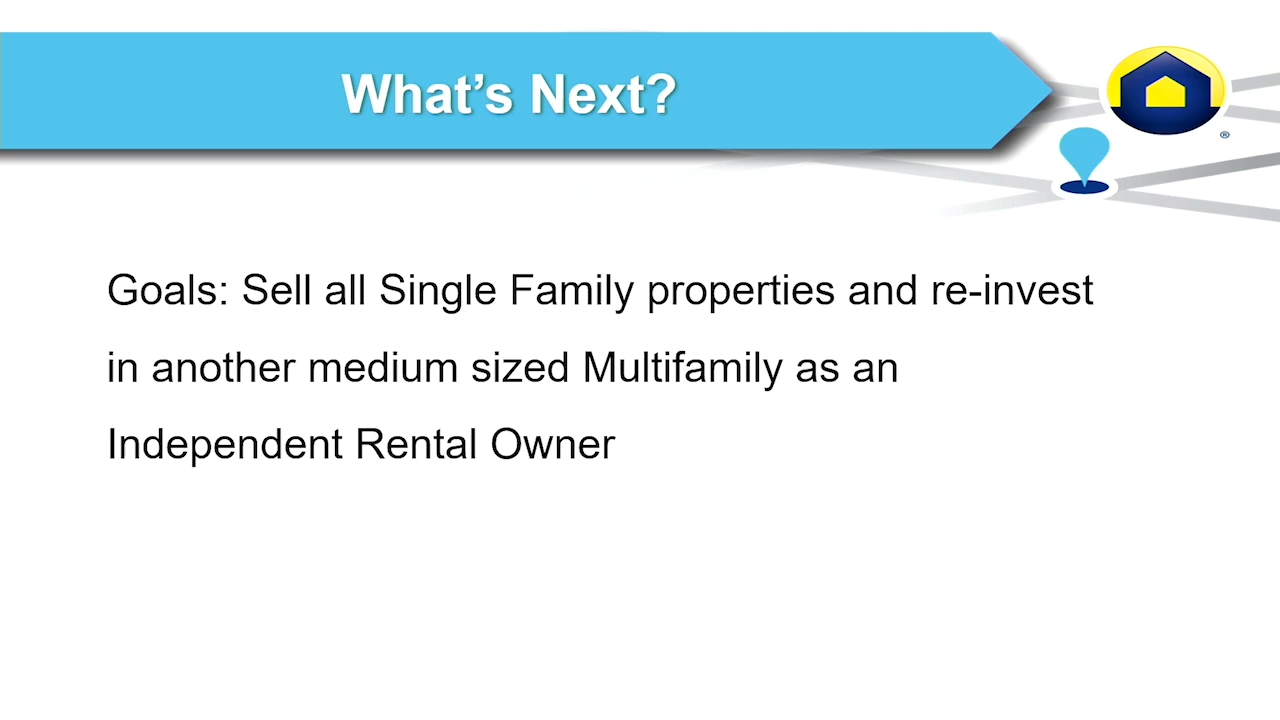 What’s Next?
®
Goals: Sell all Single Family properties and re-invest
in another medium sized Multifamily as an
Independent Rental Owner